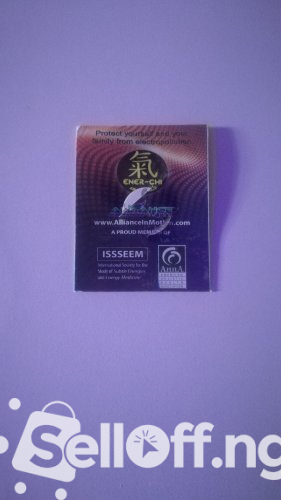 Protect yourself and your
family from electropollution
氣
ENER-CHI
www.AllianceInMotion.com
A PROUD MEMBER OF
ISSSEEM
International Society for the
Study of Subtle Energies
and Energy Medicine
AHHA
SellOff.ng